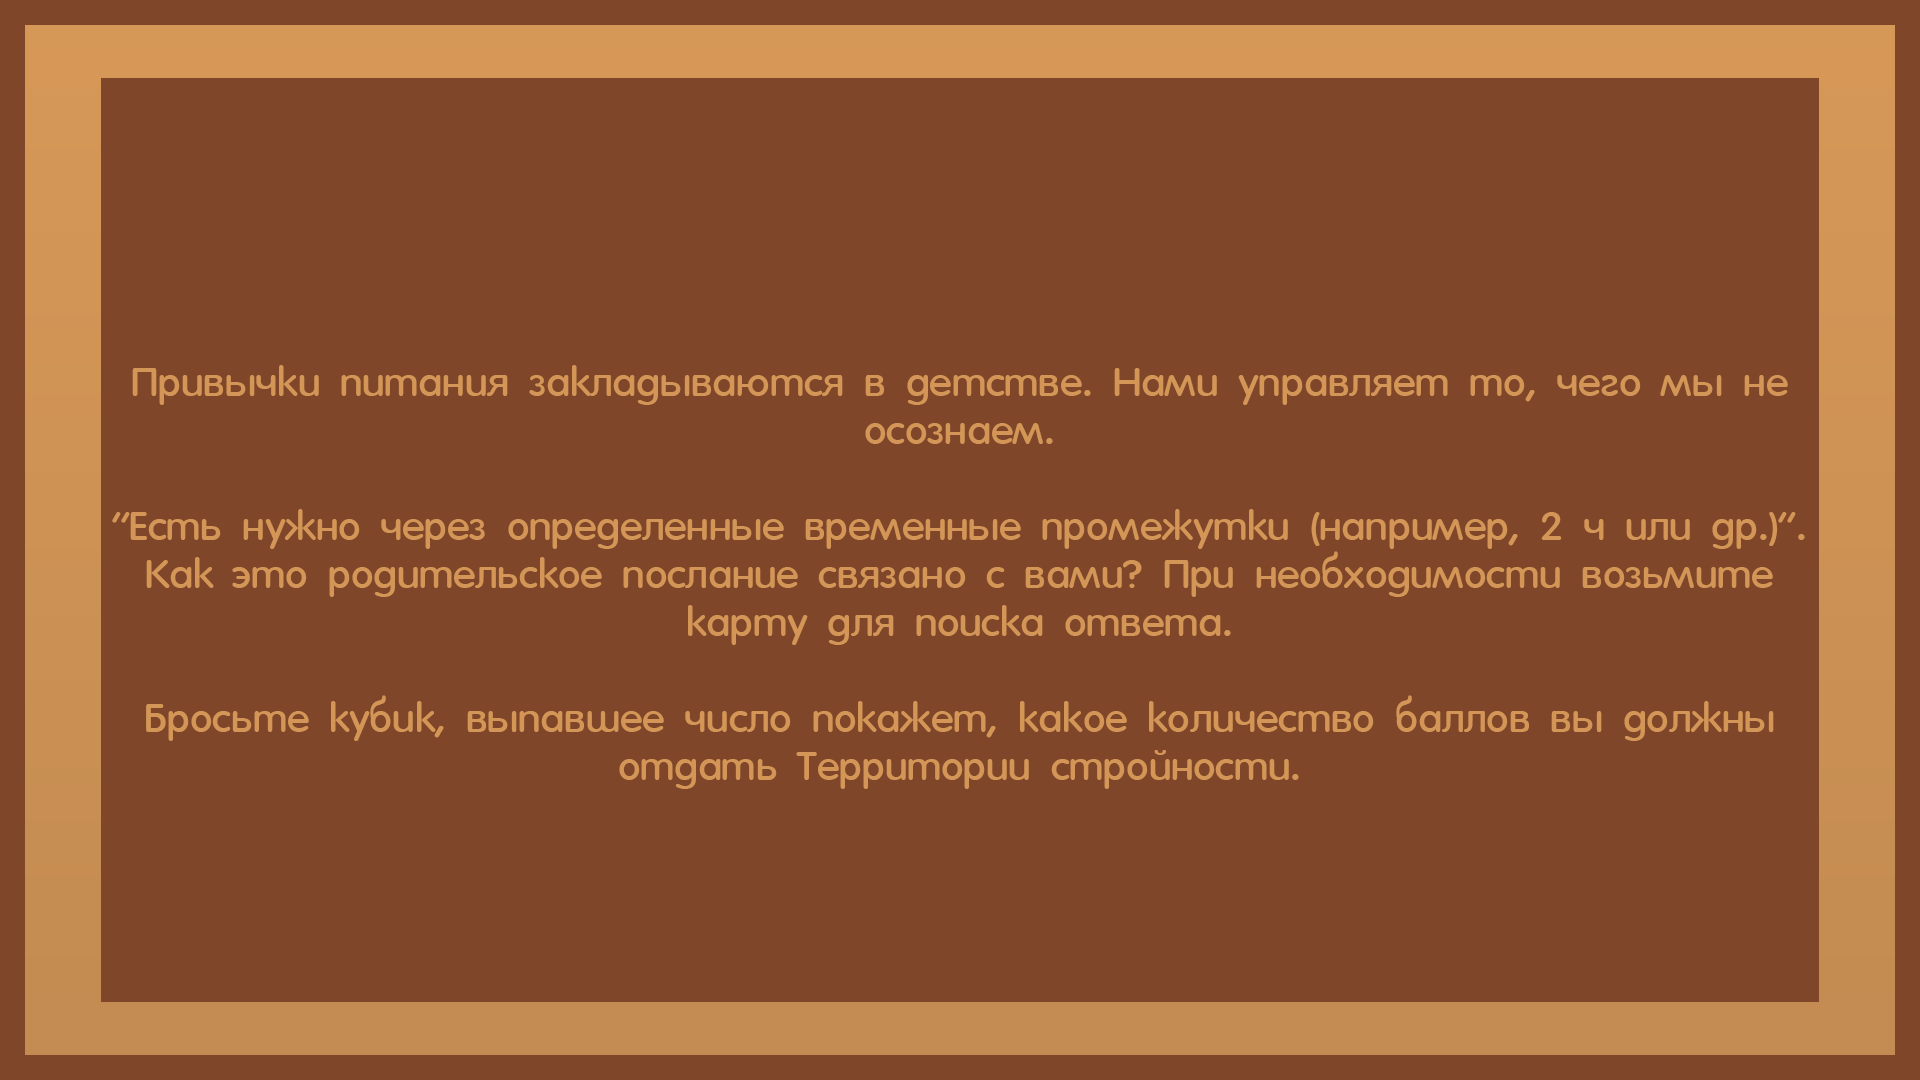 Привычки питания закладываются в детстве. Нами управляет то, чего мы не
осознаем.
"Есть нужно через определенные временные промежутки (например, 2 ч или др.)".
Как это родительское послание связано с вами? При необходимости возьмите
карту для поиска ответа.
Бросьте кубик, выпавшее число покажет, какое количество баллов вы должны
отдать Территории стройности.